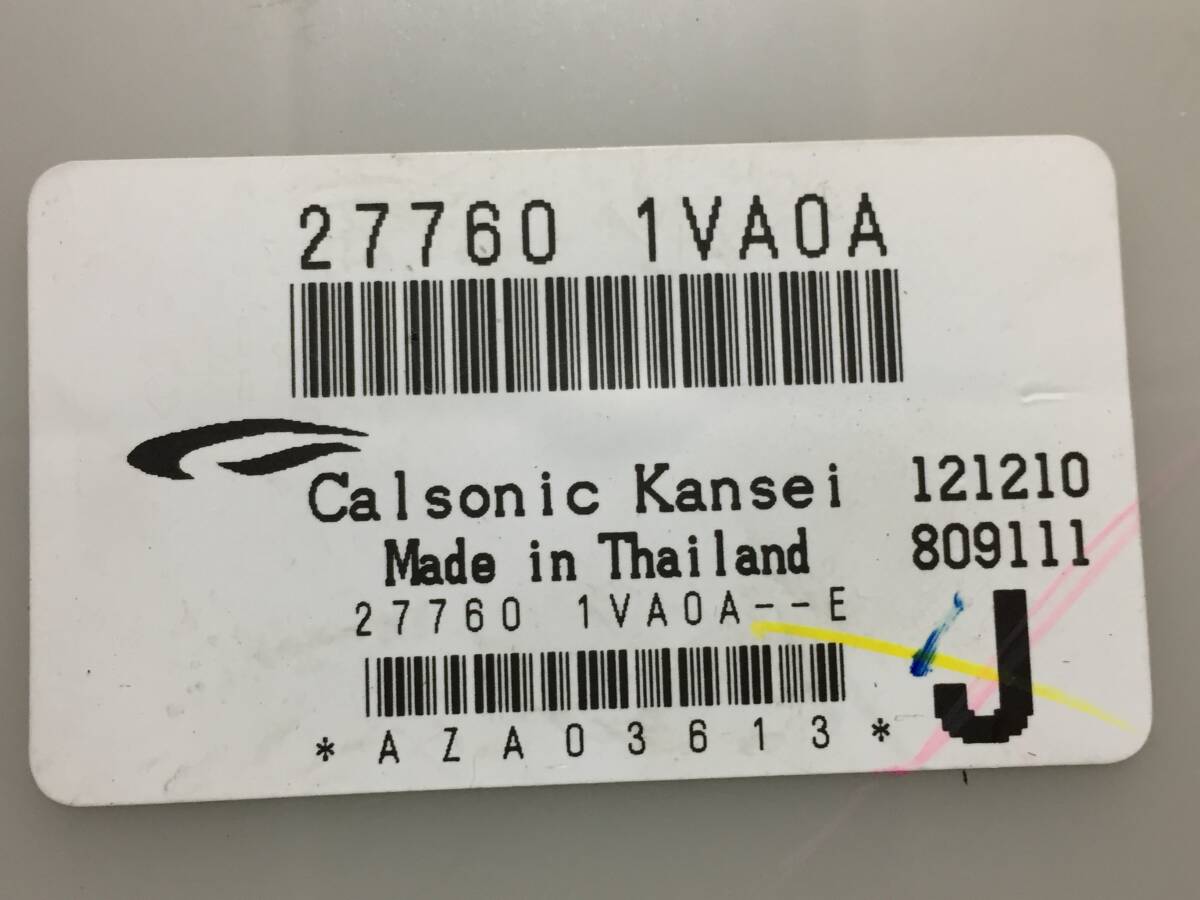 27760 1VA0A
Calsonic Kansei 121210
Made in Thailand 809111
27760 1VA0A--E
J
*AZA03613*